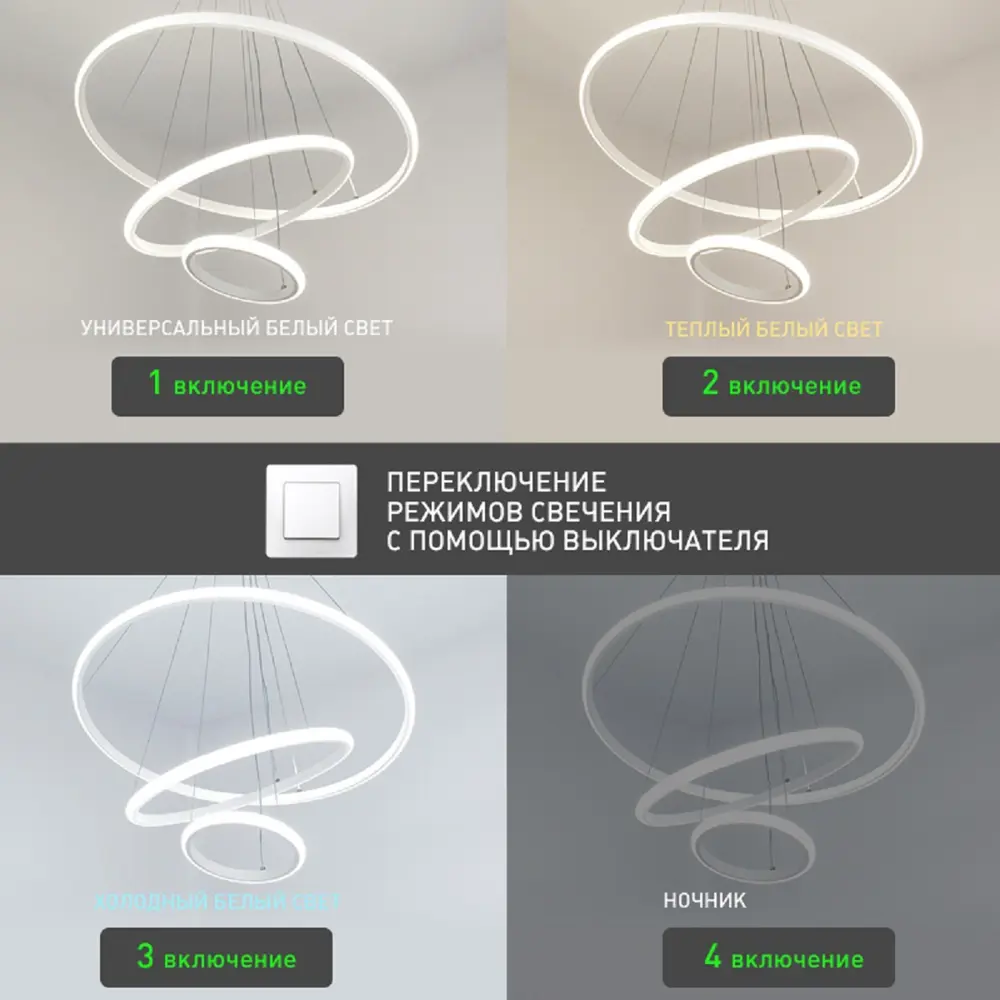 УНИВЕРСАЛЬНЫЙ БЕЛЫЙ СВЕТ
1 включение
ТЕПЛЫЙ БЕЛЫЙ СВЕТ
2 включение
ПЕРЕКЛЮЧЕНИЕ
РЕЖИМОВ СВЕЧЕНИЯ
С ПОМОЩЬЮ ВЫКЛЮЧАТЕЛЯ
ХОЛОДНЫЙ БЕЛЫЙ СВЕТ
3 включение
НОЧНИК
4 включение